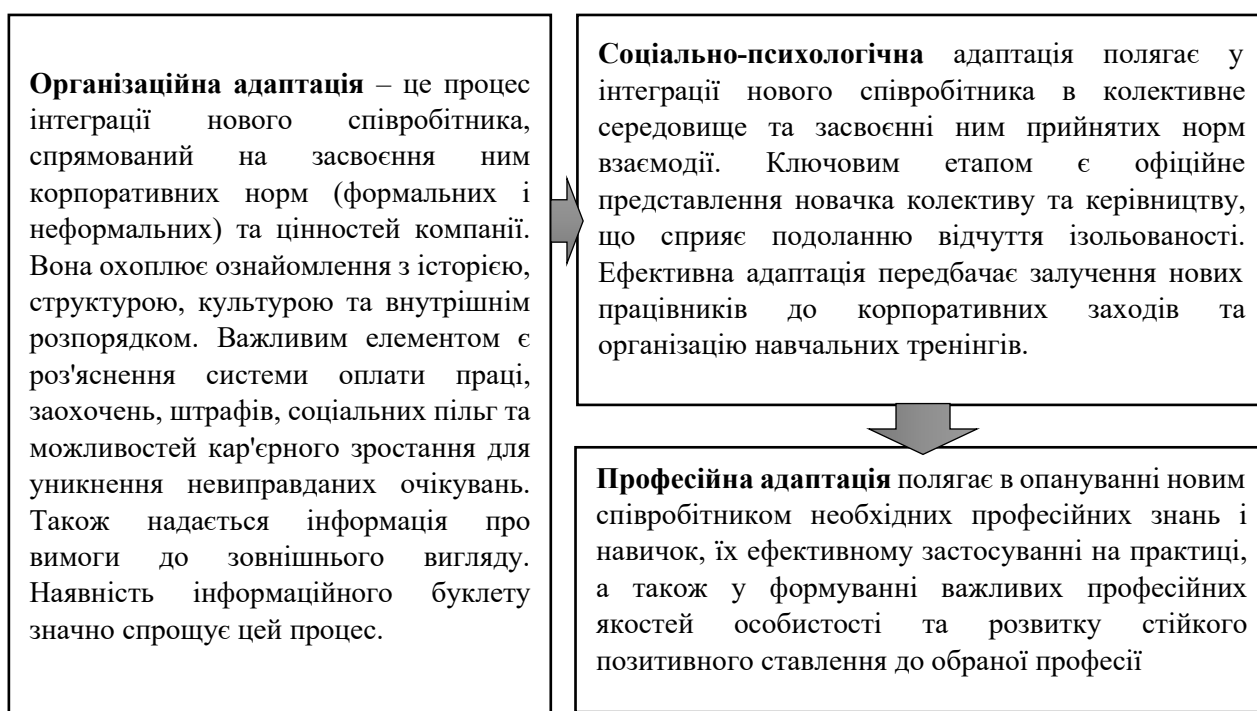 Організаційна адаптація – це процес
інтеграції нового співробітника,
спрямований на засвоєння ним
корпоративних норм (формальних і
неформальних) та цінностей компанії.
Вона охоплює ознайомлення з історією,
структурою, культурою та внутрішнім
розпорядком. Важливим елементом є
роз'яснення системи оплати праці,
заохочень, штрафів, соціальних пільг та
можливостей кар'єрного зростання для
уникнення невиправданих очікувань.
Також надається інформація про
вимоги до зовнішнього вигляду.
Наявність інформаційного буклету
значно спрощує цей процес.
Соціально-психологічна адаптація полягає у
інтеграції нового співробітника в колективне
середовище та засвоєнні ним прийнятих норм
взаємодії. Ключовим етапом є офіційне
представлення новачка колективу та керівництву,
що сприяє подоланню відчуття ізольованості.
Ефективна адаптація передбачає залучення нових
працівників до корпоративних заходів та
організацію навчальних тренінгів.
Професійна адаптація полягає в опануванні новим
співробітником необхідних професійних знань і
навичок, їх ефективному застосуванні на практиці,
а також у формуванні важливих професійних
якостей особистості та розвитку стійкого
позитивного ставлення до обраної професії